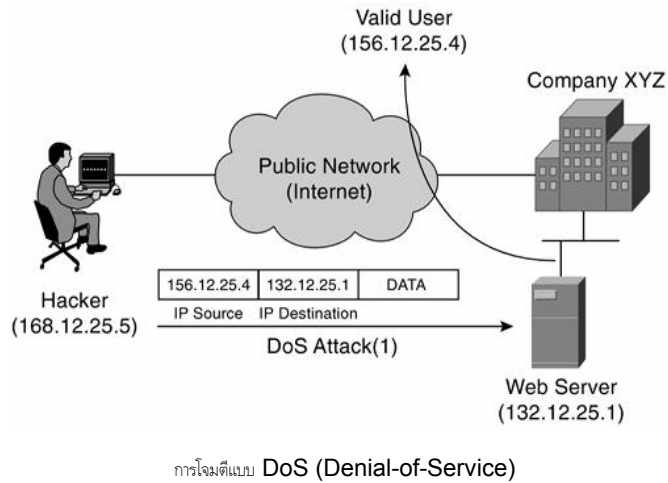 Valid User
(156.12.25.4)
Company XYZ
Public Network
(Internet)
156.12.25.4 132.12.25.1 DATA
IP Source IP Destination
Hacker
(168.12.25.5)
DoS Attack(1)
Web Server
(132.12.25.1)
การโจมตีแบบ DoS (Denial-of-Service)